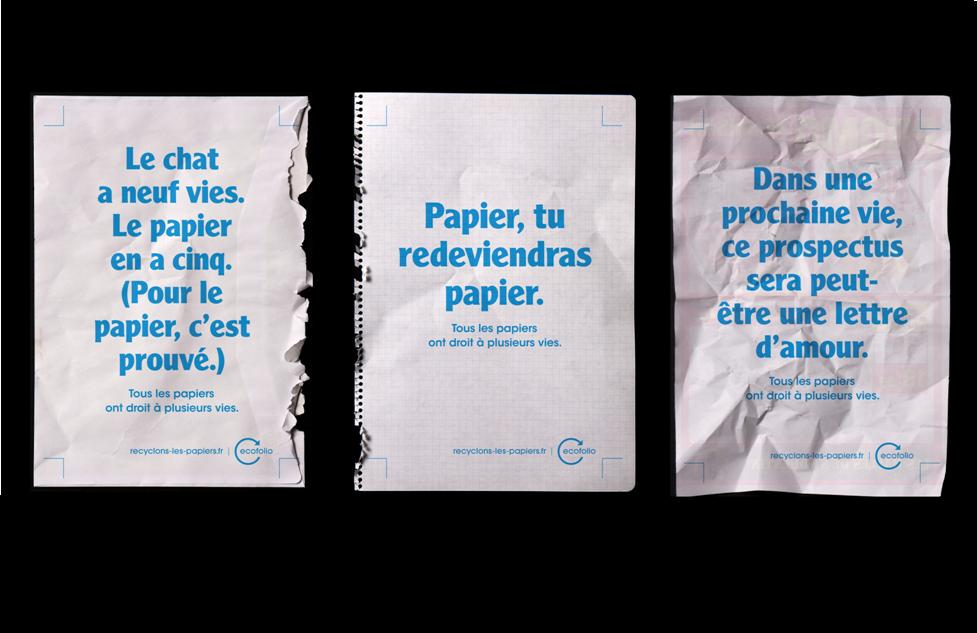 Le chat
a neuf vies.
Le papier
en a cinq.
(Pour le
papier, c'est
prouvé.)
Tous les papiers
ont droit à plusieurs vies.
recyclons-les-papiers.fr | ecofolio
Papier, tu
redeviendras
papier.
Tous les papiers
ont droit à plusieurs vies.
recyclons-les-papiers.fr | ecofolio
Dans une
prochaine vie,
ce prospectus
sera peut-
être une lettre
d'amour.
Tous les papiers
ont droit à plusieurs vies.
recyclons-les-papiers.fr | ecofolio